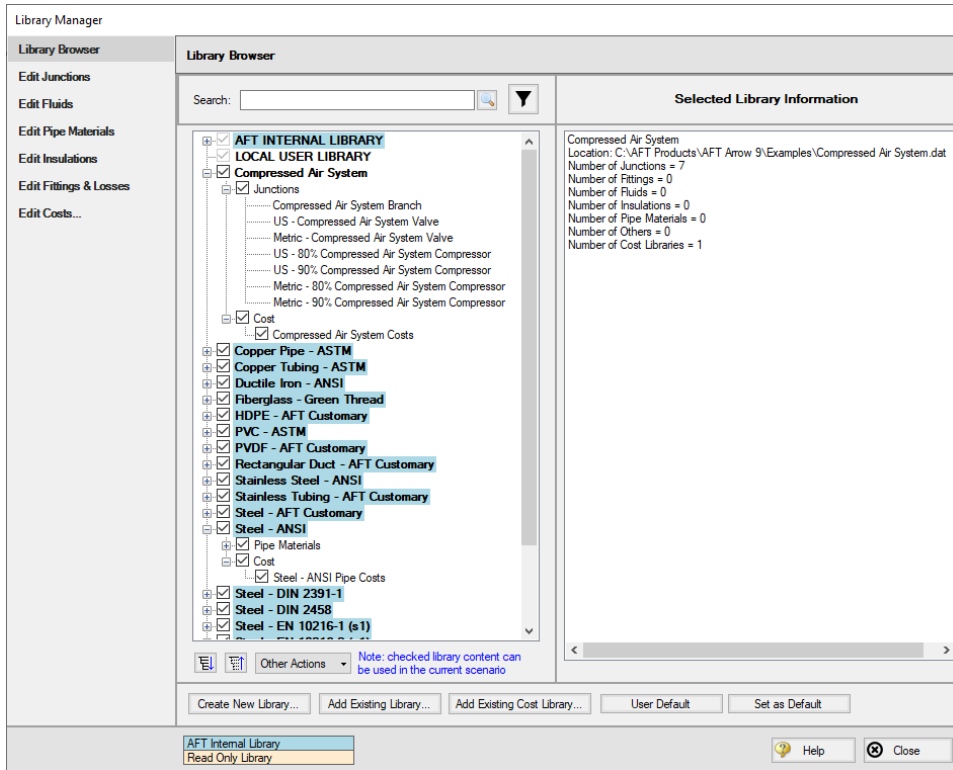 Library Manager
Library Browser
Edit Junctions
Edit Fluids
Edit Pipe Materials
Edit Insulations
Edit Fittings & Losses
Edit Costs...
Library Browser
Search:
AFT INTERNAL LIBRARY
LOCAL USER LIBRARY
Compressed Air System
Junctions
Compressed Air System Branch
US - Compressed Air System Valve
Metric - Compressed Air System Valve
US - 80% Compressed Air System Compressor
US - 90% Compressed Air System Compressor
Metric - 80% Compressed Air System Compressor
Metric - 90% Compressed Air System Compressor
Cost
Compressed Air System Costs
Copper Pipe - ASTM
Copper Tubing - ASTM
Ductile Iron - ANSI
Fiberglass - Green Thread
HDPE - AFT Customary
PVC - ASTM
PVDF - AFT Customary
Rectangular Duct - AFT Customary
Stainless Steel - ANSI
Stainless Tubing - AFT Customary
Steel - AFT Customary
Steel - ANSI
Pipe Materials
Cost
Steel - ANSI Pipe Costs
Steel - DIN 2391-1
Steel - DIN 2458
Steel - EN 10216-1 (s1)
Other Actions
Note: checked library content can
be used in the current scenario
Selected Library Information
Compressed Air System
Location: C:\AFT Products\AFT Arrow 9\Examples\Compressed Air System.dat
Number of Junctions = 7
Number of Fittings = 0
Number of Fluids = 0
Number of Insulations = 0
Number of Pipe Materials = 0
Number of Others = 0
Number of Cost Libraries = 1
Create New Library...
Add Existing Library...
Add Existing Cost Library...
User Default
Set as Default
AFT Internal Library
Read Only Library
Help
Close